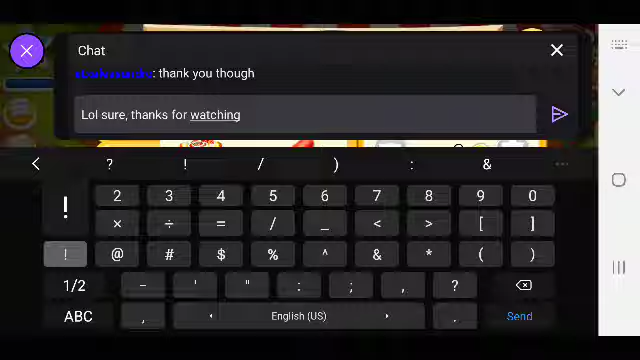 Chat
: thank you though
Lol sure, thanks for watching
< ? ! / ) : & ...
! 2 3 4 5 6 7 8 9 0
× ÷ = / _ < > [ ]
! @ # $ % ^ & * ( )
1/2 - ' " : ; , ?
ABC , English (US) . Send